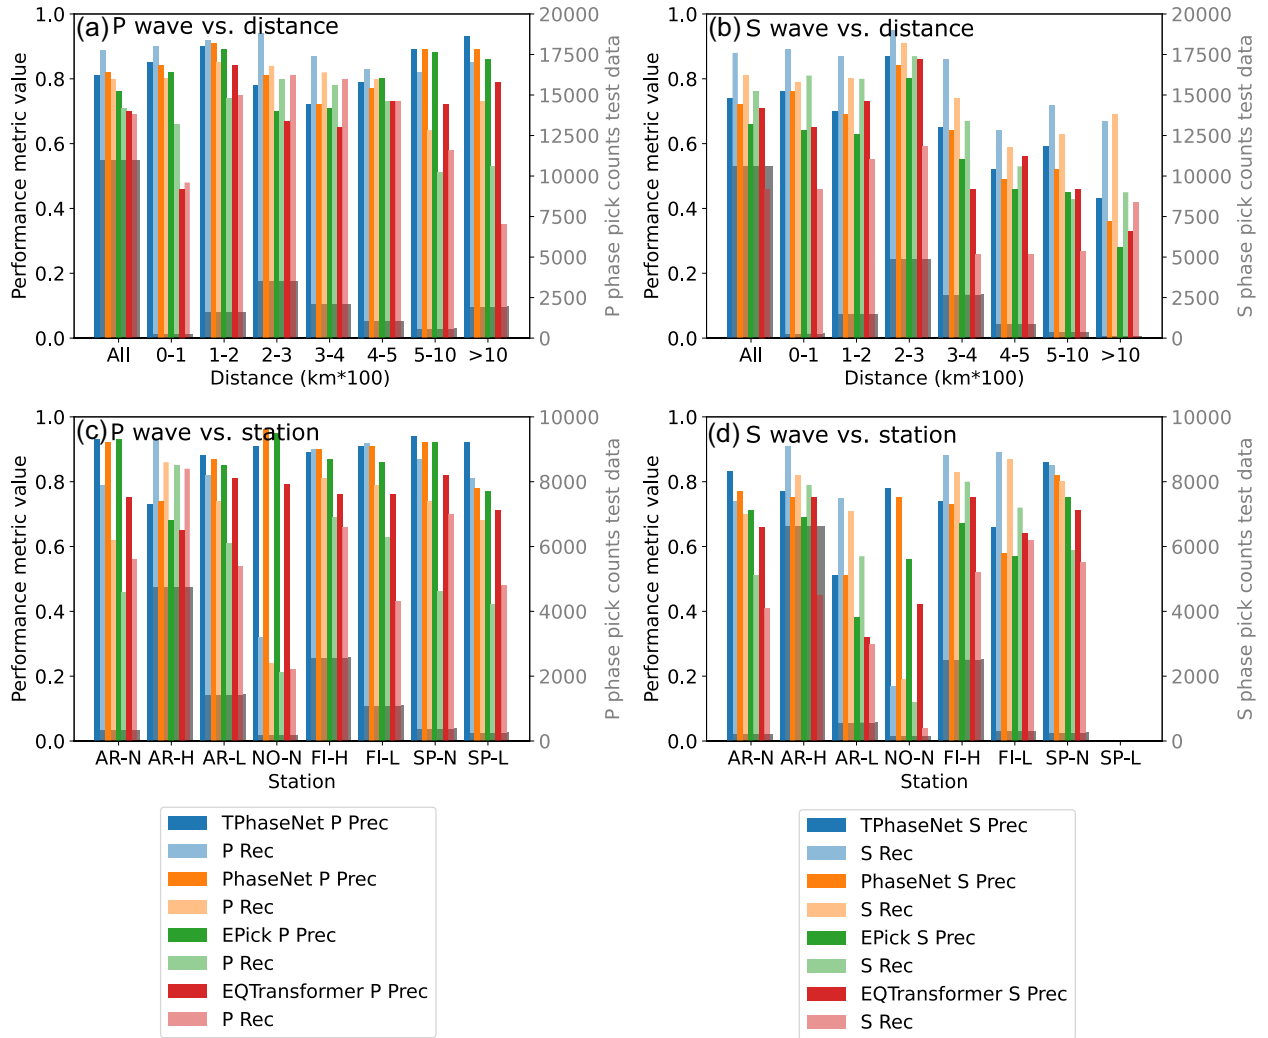 (a) P wave vs. distance
Performance metric value
1.0
0.8
0.6
0.4
0.2
0.0
All 0-1 1-2 2-3 3-4 4-5 5-10 >10
Distance (km*100)
20000
17500
15000
12500
10000
7500
5000
2500
0
P phase pick counts test data
(b) S wave vs. distance
Performance metric value
1.0
0.8
0.6
0.4
0.2
0.0
All 0-1 1-2 2-3 3-4 4-5 5-10 >10
Distance (km*100)
20000
17500
15000
12500
10000
7500
5000
2500
0
S phase pick counts test data
(c) P wave vs. station
Performance metric value
1.0
0.8
0.6
0.4
0.2
0.0
AR-N AR-H AR-L NO-N FI-H FI-L SP-N SP-L
Station
10000
8000
6000
4000
2000
0
P phase pick counts test data
(d) S wave vs. station
Performance metric value
1.0
0.8
0.6
0.4
0.2
0.0
AR-N AR-H AR-L NO-N FI-H FI-L SP-N SP-L
Station
10000
8000
6000
4000
2000
0
S phase pick counts test data
TPhaseNet P Prec
P Rec
PhaseNet P Prec
P Rec
EPick P Prec
P Rec
EQTransformer P Prec
P Rec
TPhaseNet S Prec
S Rec
PhaseNet S Prec
S Rec
EPick S Prec
S Rec
EQTransformer S Prec
S Rec